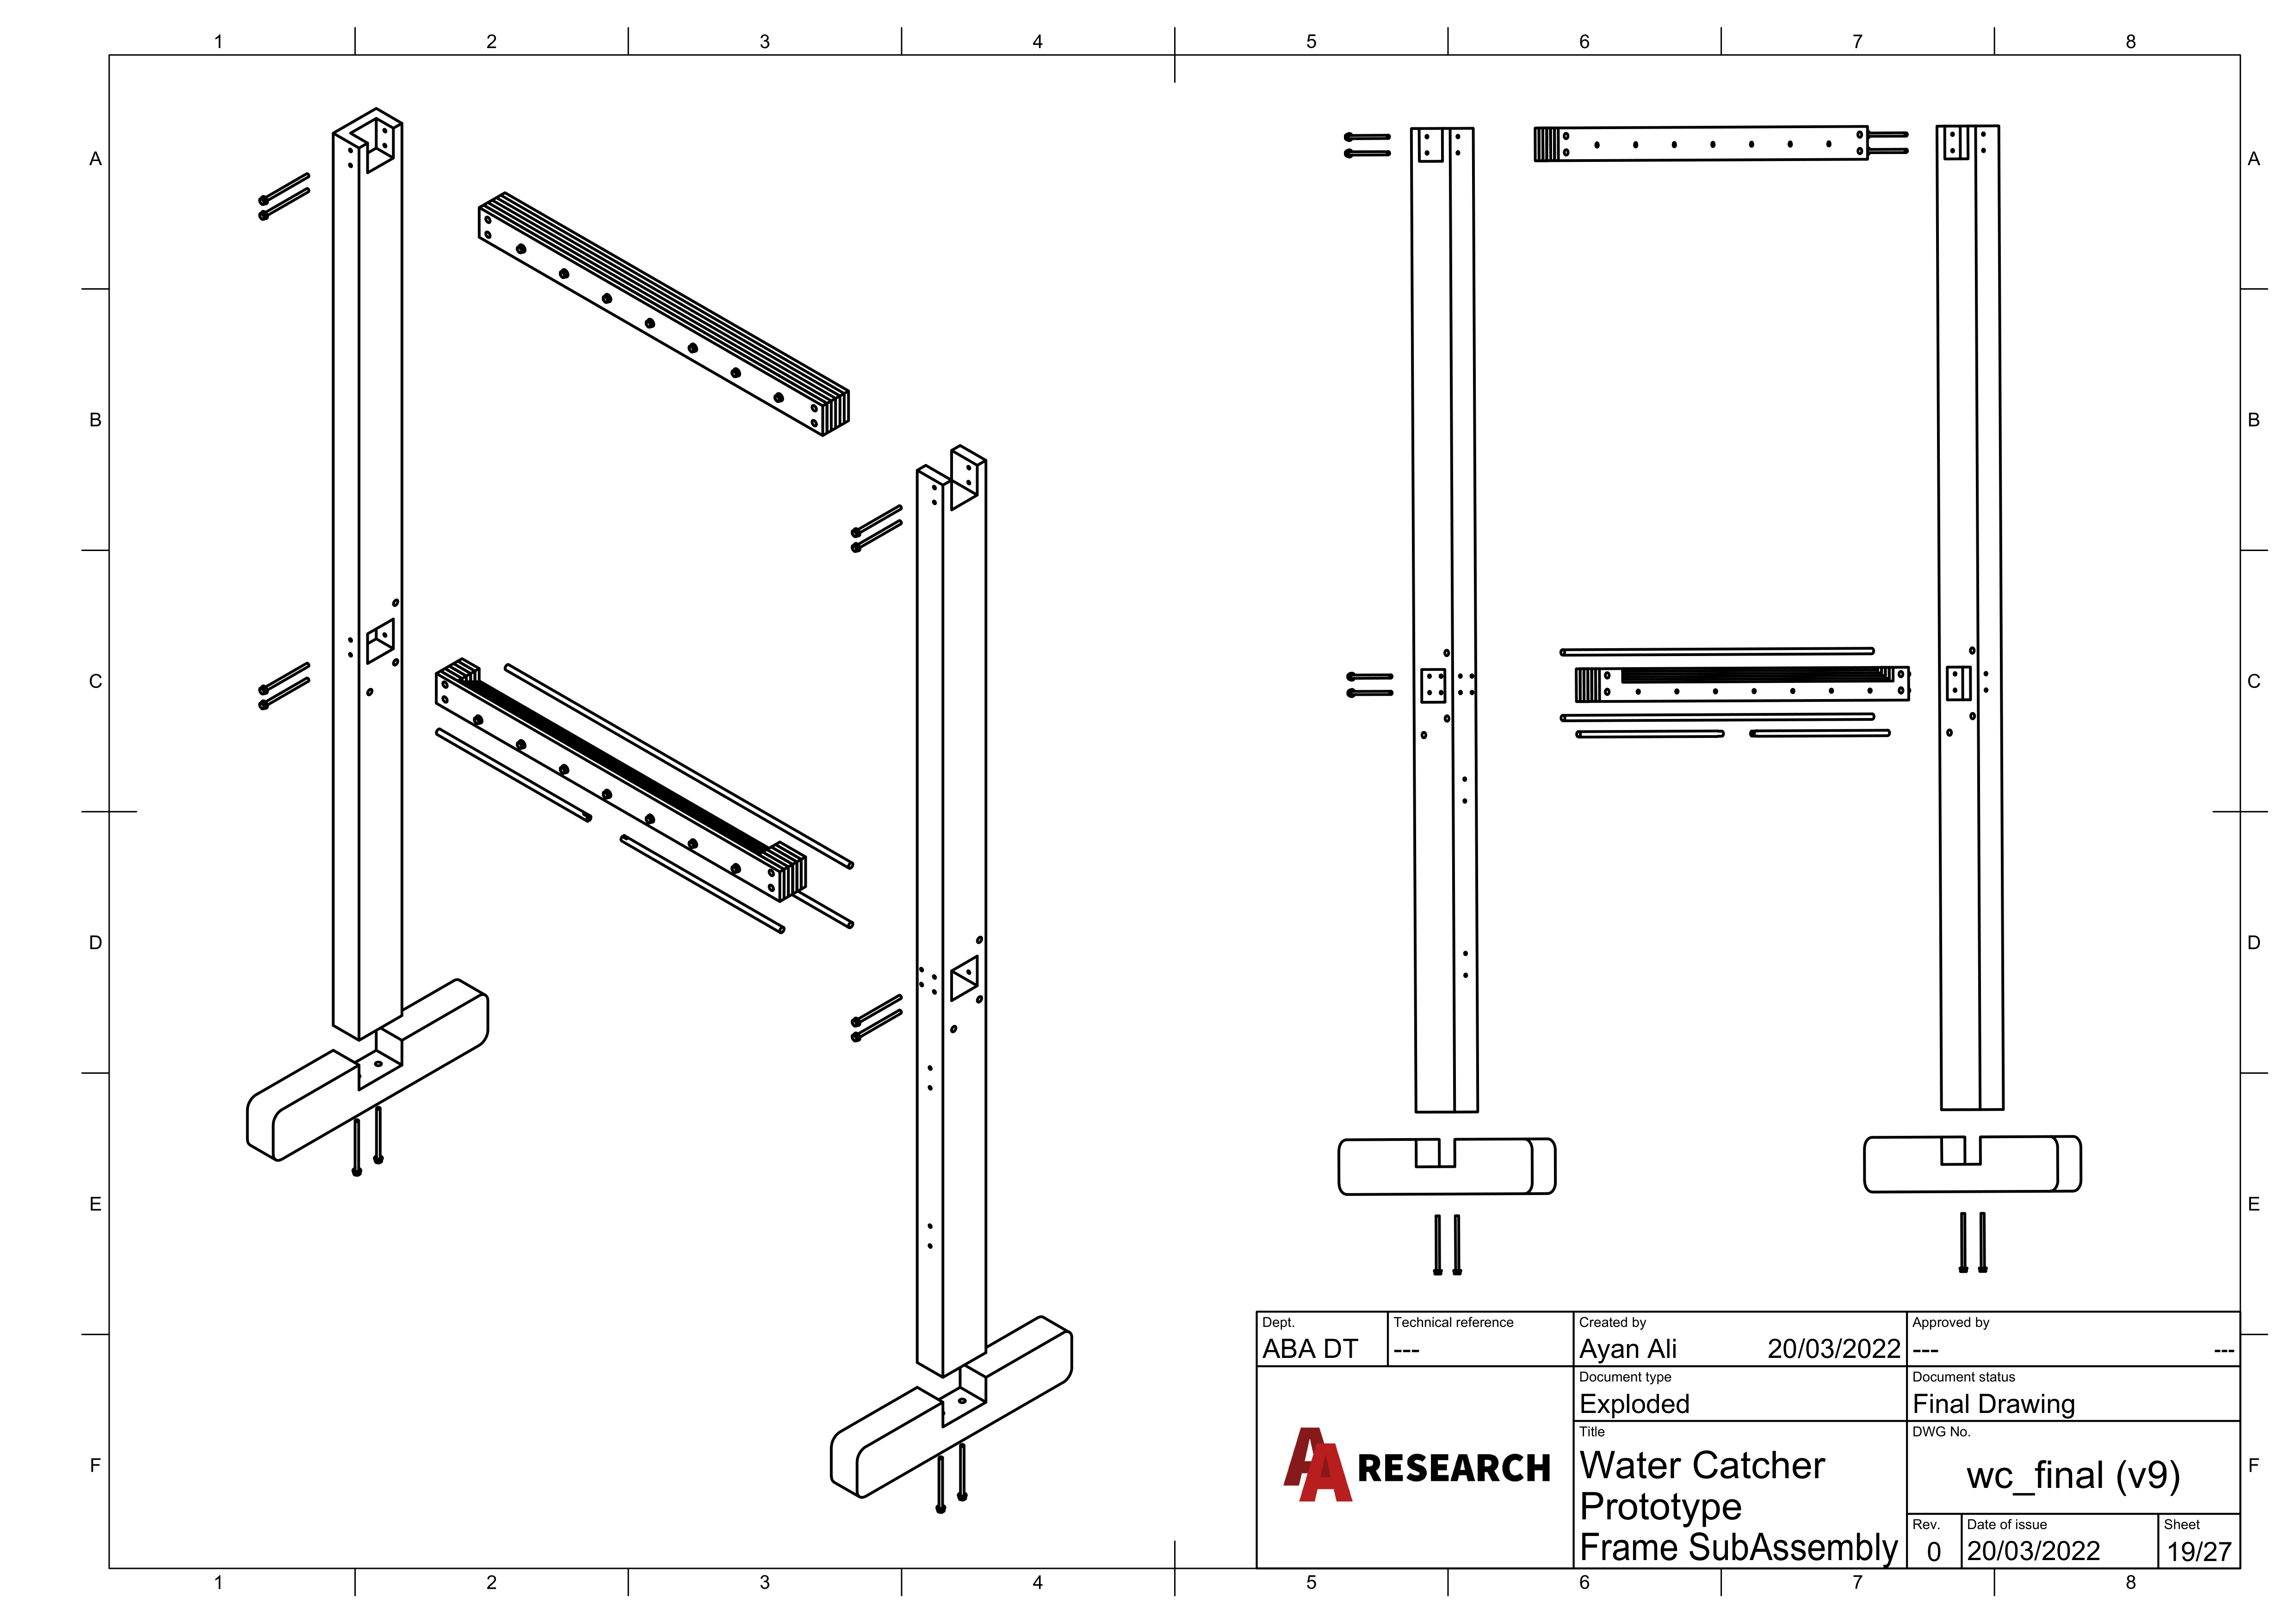 1 2 3 4 5 6 7 8
A A
B B
C C
D D
E E
F F
Dept.
ABA DT
Technical reference
---
Created by
Ayan Ali 20/03/2022
Approved by
--- ---
Document type
Exploded
Document status
Final Drawing
AA RESEARCH
Title
Water Catcher
Prototype
Frame SubAssembly
DWG No.
wc_final (v9)
Rev.
0
Date of issue
20/03/2022
Sheet
19/27
1 2 3 4 5 6 7 8